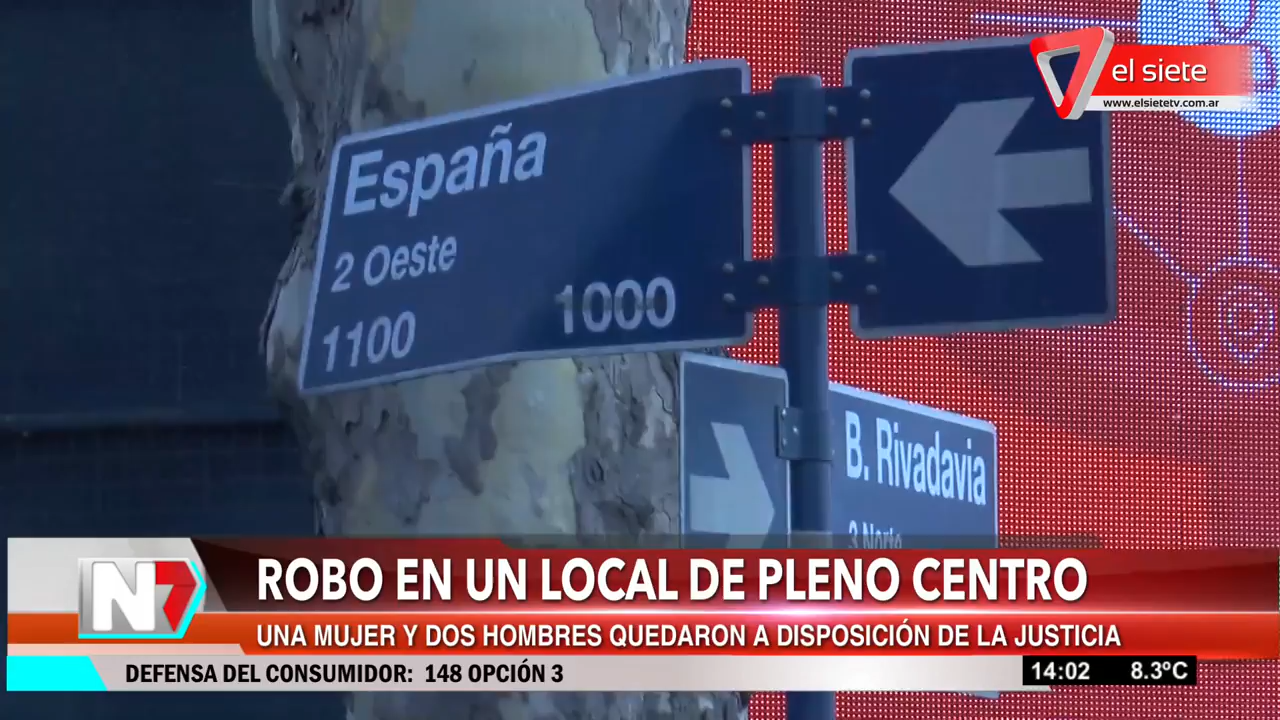 el siete
www.elsietetv.com.ar
España
2 Oeste
1100 1000
B. Rivadavia
3 Norte
N7
ROBO EN UN LOCAL DE PLENO CENTRO
UNA MUJER Y DOS HOMBRES QUEDARON A DISPOSICIÓN DE LA JUSTICIA
DEFENSA DEL CONSUMIDOR: 148 OPCIÓN 3
14:02 8.3ºC